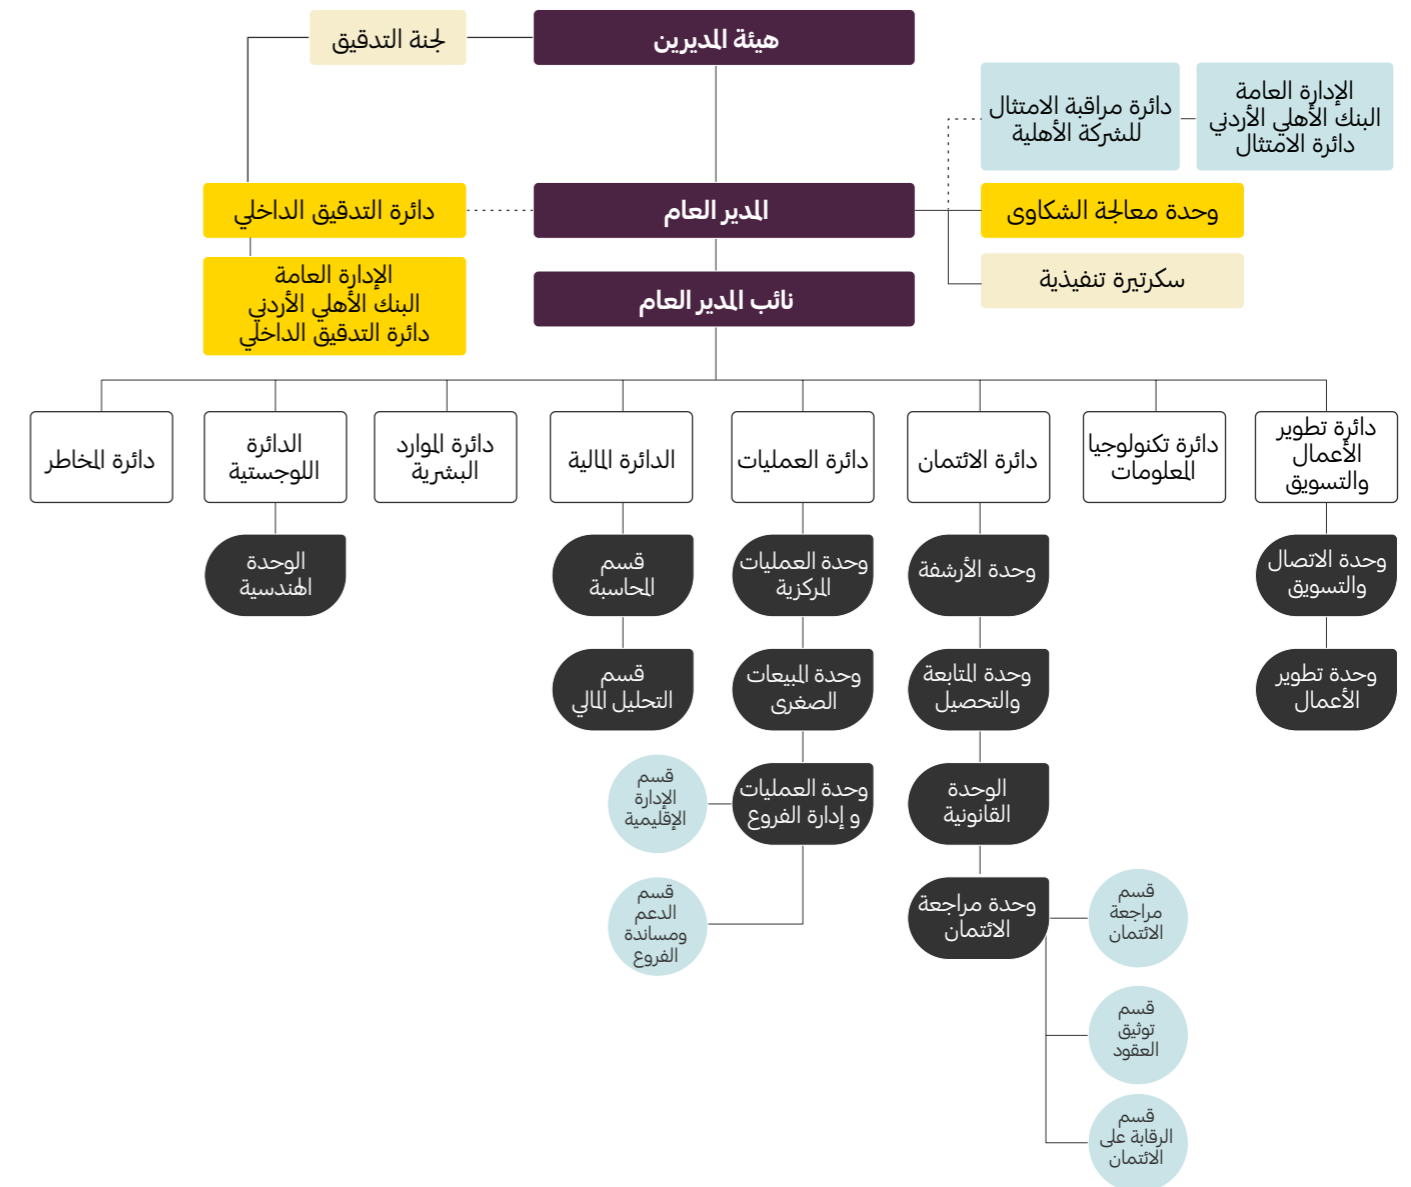 هيئة المديرين
لجنة التدقيق
الإدارة العامة
البنك الأهلي الأردني
دائرة الامتثال
دائرة مراقبة الامتثال
للشركة الأهلية
وحدة معالجة الشكاوى
المدير العام
دائرة التدقيق الداخلي
سكرتيرة تنفيذية
نائب المدير العام
الإدارة العامة
البنك الأهلي الأردني
دائرة التدقيق الداخلي
دائرة تطوير
الأعمال
والتسويق
دائرة تكنولوجيا
المعلومات
دائرة الائتمان
دائرة العمليات
الدائرة المالية
دائرة الموارد
البشرية
الدائرة
اللوجستية
دائرة المخاطر
وحدة الاتصال
والتسويق
وحدة الأرشفة
وحدة العمليات
المركزية
قسم
المحاسبة
الوحدة
الهندسية
وحدة تطوير
الأعمال
وحدة المتابعة
والتحصيل
وحدة المبيعات
الصغرى
قسم
التحليل المالي
الوحدة
القانونية
وحدة العمليات
و إدارة الفروع
قسم
الإدارة
الإقليمية
قسم
مراجعة
الائتمان
وحدة مراجعة
الائتمان
قسم
الدعم
ومساندة
الفروع
قسم
توثيق
العقود
قسم
الرقابة على
الائتمان